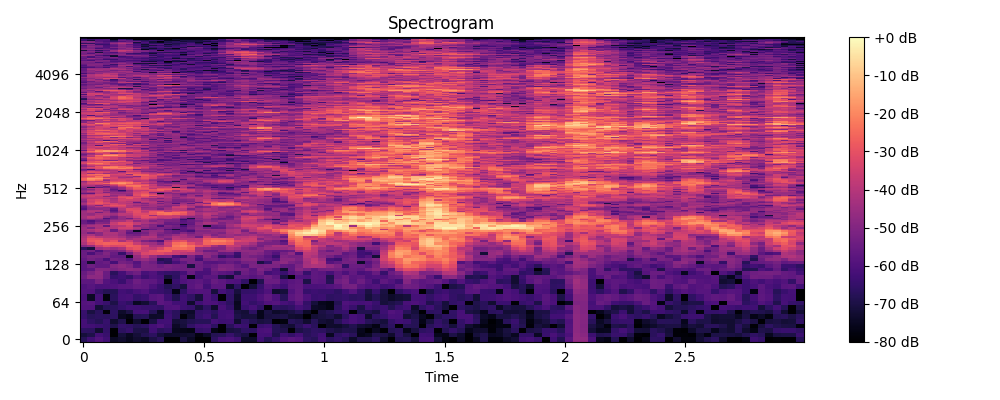 Spectrogram
Hz
4096
2048
1024
512
256
128
64
0
0 0.5 1 1.5 2 2.5
Time
+0 dB
-10 dB
-20 dB
-30 dB
-40 dB
-50 dB
-60 dB
-70 dB
-80 dB